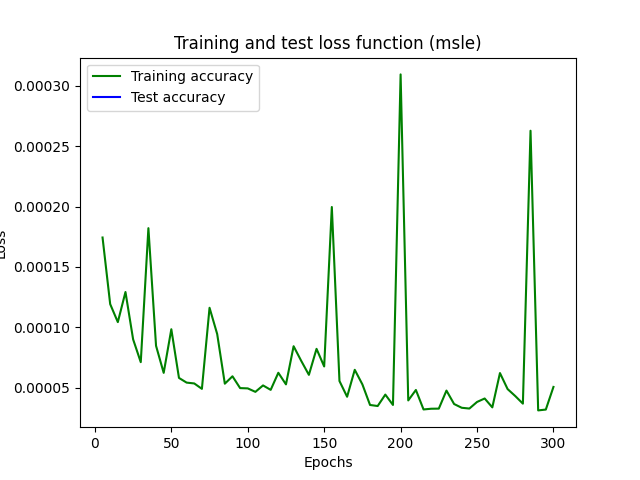 Training and test loss function (msle)
Training accuracy
Test accuracy
0.00030
0.00025
0.00020
0.00015
0.00010
0.00005
Loss
0 50 100 150 200 250 300
Epochs